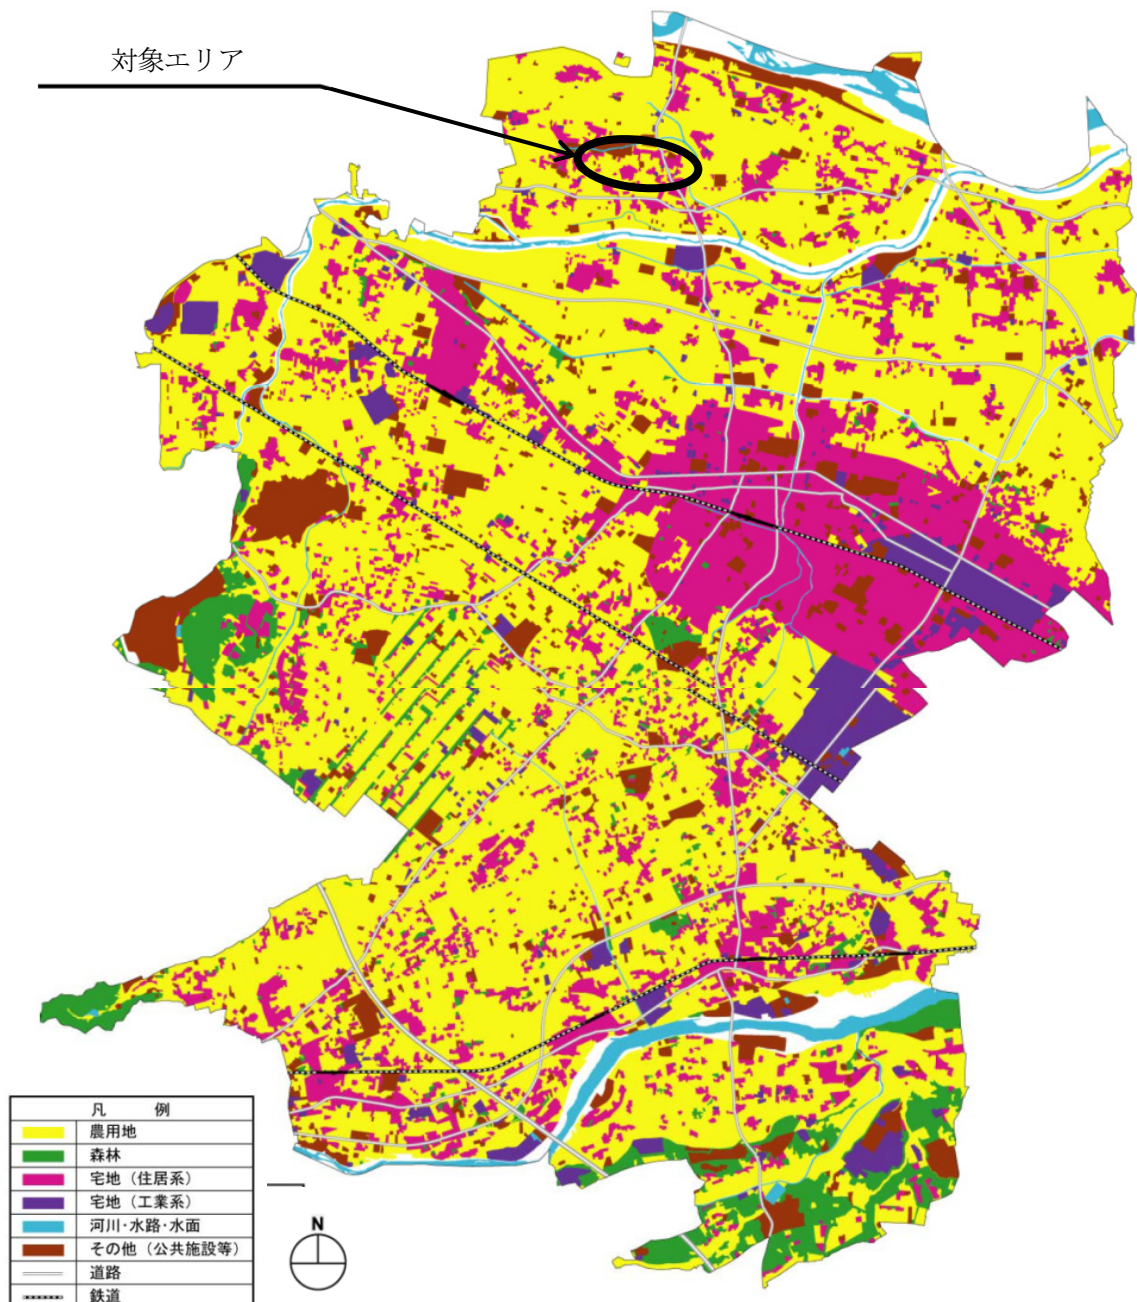 対象エリア
凡 例
農用地
森林
宅地（住居系）
宅地（工業系）
河川・水路・水面
その他（公共施設等）
道路
鉄道
N